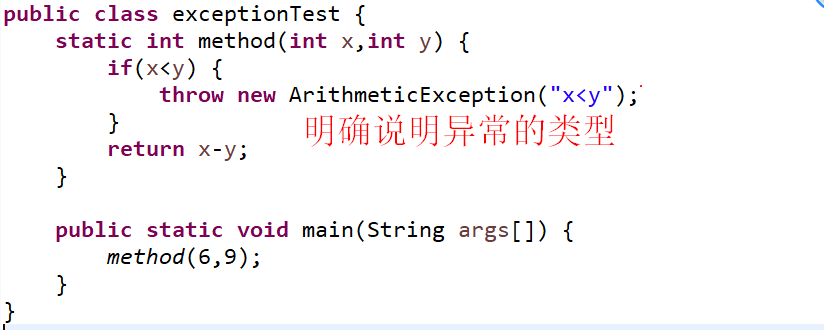 public class exceptionTest {
static int method(int x,int y) {
if(x<y) {
throw new ArithmeticException("x<y");
}
明确说明异常的类型
return x-y;
}
public static void main(String args[]) {
method(6,9);
}
}